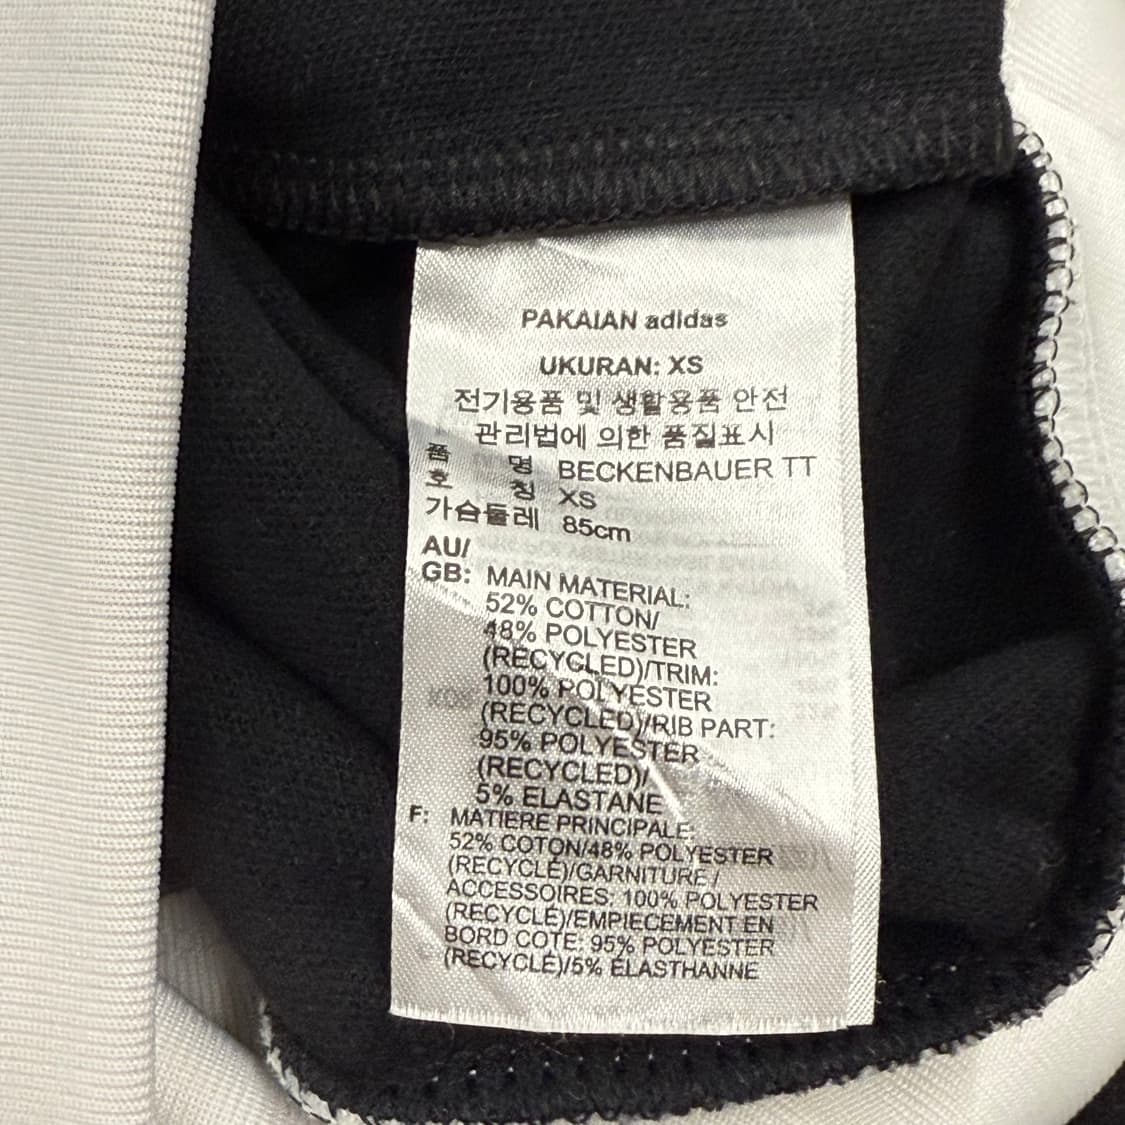 PAKAIAN adidas
UKURAN: XS
전기용품 및 생활용품 안전
관리법에 의한 품질표시
품 명 BECKENBAUER TT
호 칭 XS
가슴둘레 85cm
AU/
GB: MAIN MATERIAL:
52% COTTON/
48% POLYESTER
(RECYCLED)/TRIM:
100% POLYESTER
(RECYCLED)/RIB PART:
95% POLYESTER
(RECYCLED)/
5% ELASTANE
F: MATIERE PRINCIPALE:
52% COTON/48% POLYESTER
(RECYCLÉ)/GARNITURE /
ACCESSOIRES: 100% POLYESTER
(RECYCLÉ)/EMPIECEMENT EN
BORD COTE: 95% POLYESTER
(RECYCLÉ)/5% ÉLASTHANNE